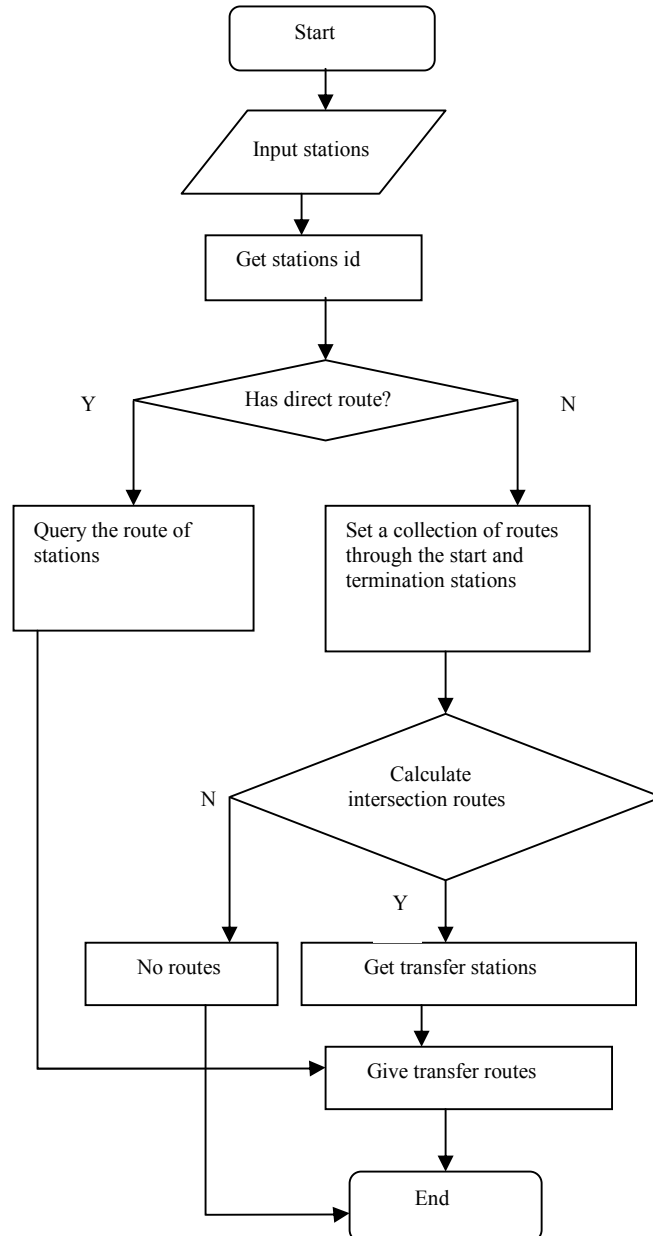 Start
Input stations
Get stations id
Has direct route?
Y
N
Query the route of
stations
Set a collection of routes
through the start and
termination stations
Calculate
intersection routes
N
Y
No routes
Get transfer stations
Give transfer routes
End